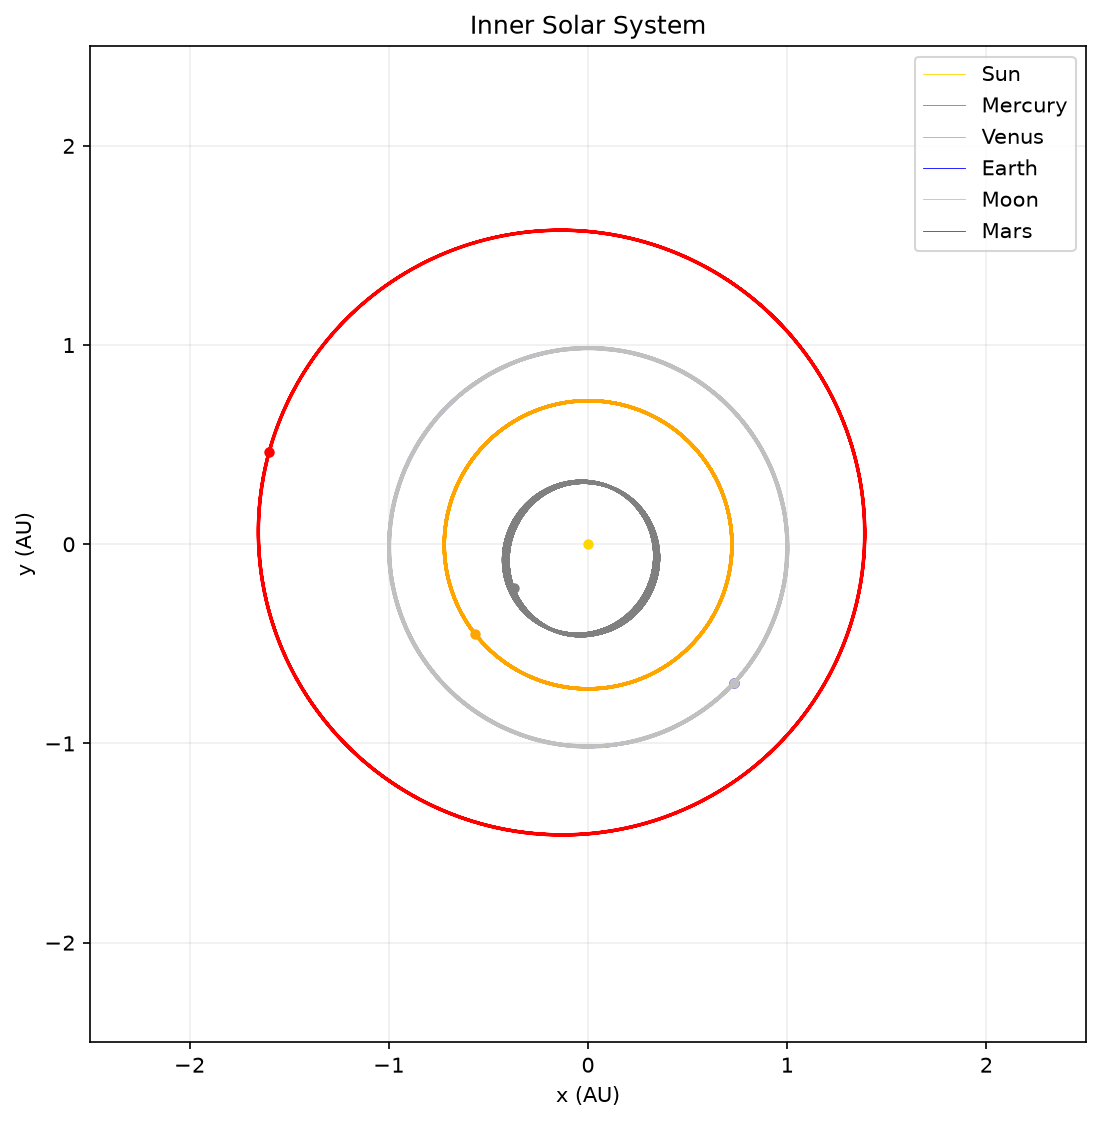 Inner Solar System
Sun
Mercury
Venus
Earth
Moon
Mars
2
1
0
−1
−2
y (AU)
−2
−1
0
1
2
x (AU)